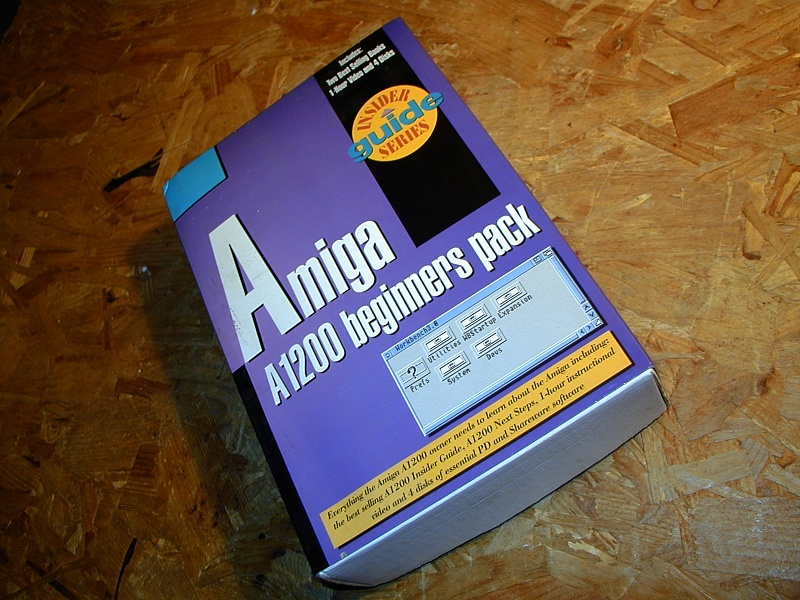 Includes:
Two Best Selling Books
1 Hour Video and 4 Disks
INSIDER
guide
SERIES
Amiga
A1200 beginners pack
Workbench3.0
Utilities WBStartup Expansion
Prefs System Devs
Everything the Amiga A1200 owner needs to learn about the Amiga including:
the best selling A1200 Insider Guide, A1200 Next Steps, 1-hour instructional
video and 4 disks of essential PD and Shareware software